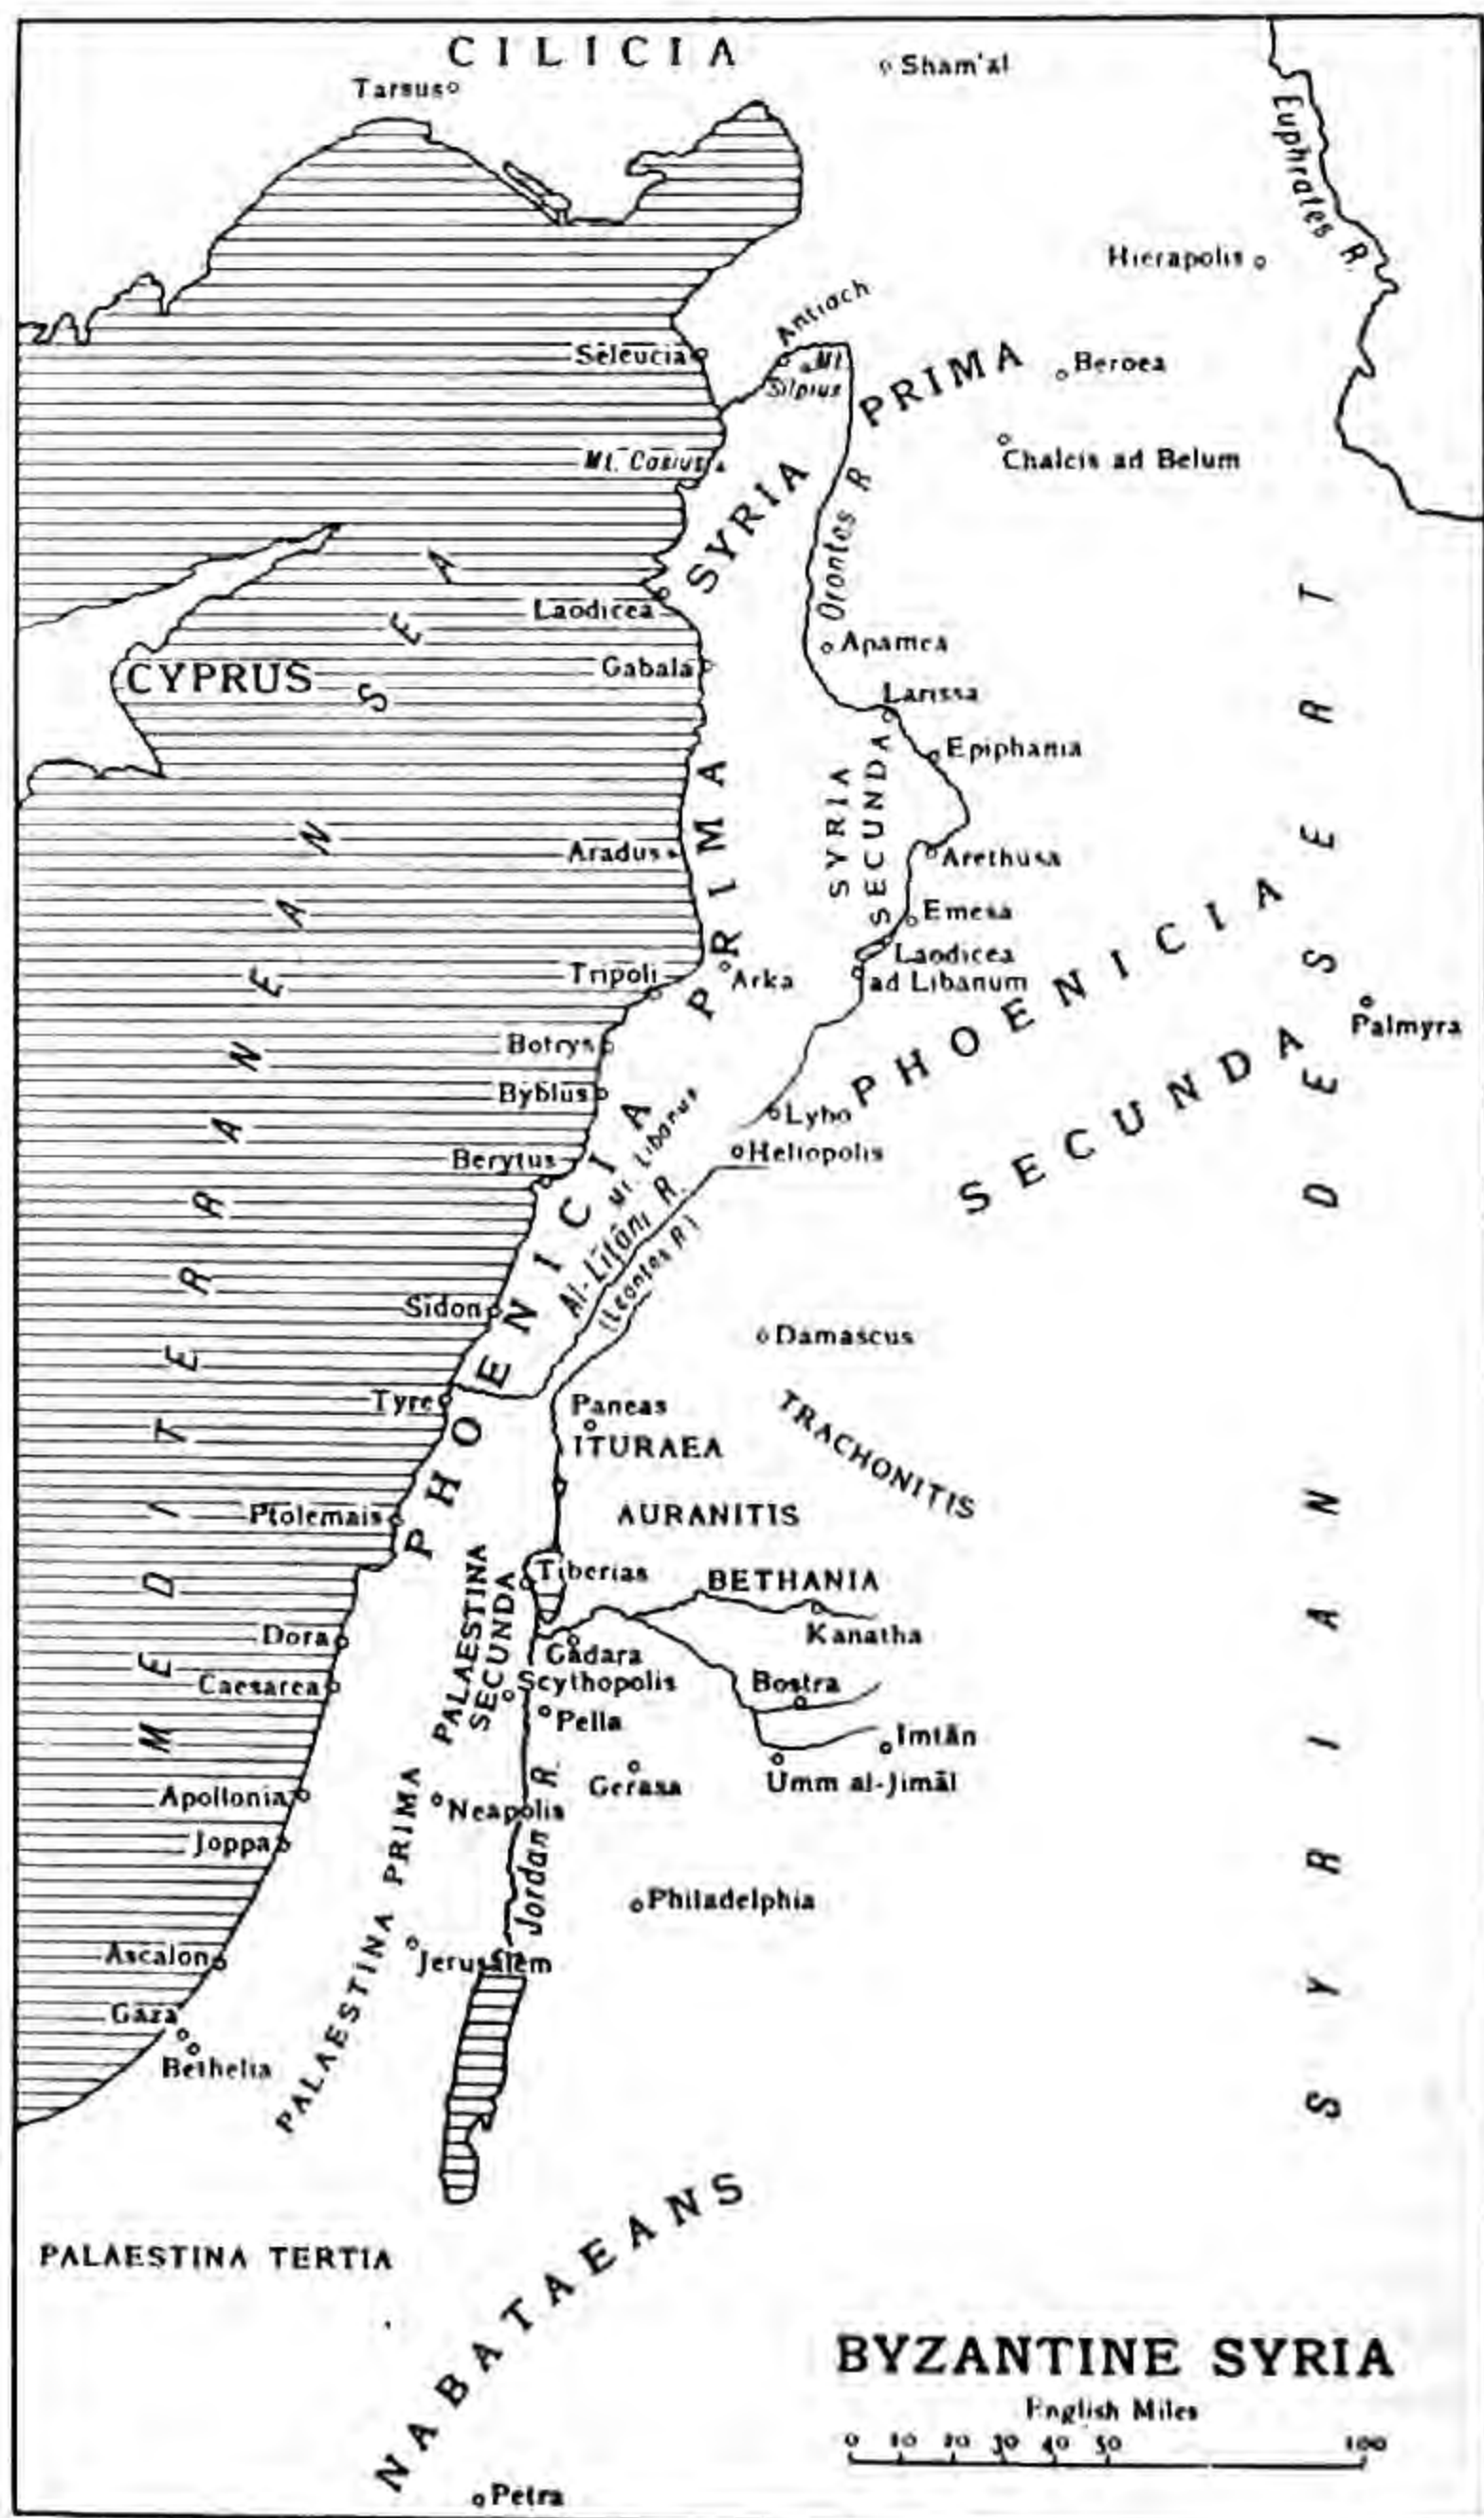 CILICIA
Sham'al
Tarsus
Euphrates R.
Hierapolis
Antioch
Seleucia
Mt.
Silpius
SYRIA PRIMA
Beroea
Mt. Casius
Chalcis ad Belum
Orontes R
Laodicea
Apamea
Gabala
CYPRUS
Larissa
Epiphania
SYRIA
SECUNDA
MEDITERRANEAN SEA
Aradus
Arethusa
Emesa
Laodicea
ad Libanum
Tripoli
Arka
PHOENICIA
SECUNDA
Palmyra
SYRIAN DESERT
Botrys
Byblus
Lybo
PHOENICIA PRIMA
Mt. Libanus
Berytus
Heliopolis
Al-Lītāni R.
(Leontes R)
Sidon
Damascus
Tyre
Paneas
ITURAEA
TRACHONITIS
Ptolemais
AURANITIS
Tiberias
BETHANIA
PALAESTINA
SECUNDA
Kanatha
Dora
Gadara
Caesarea
Scythopolis
Bostra
Pella
Imtān
Gerasa
Umm al-Jimāl
Apollonia
Neapolis
Joppa
Jordan R.
PALAESTINA PRIMA
Philadelphia
Ascalon
Jerusalem
Gaza
Bethelia
PALAESTINA TERTIA
NABATAEANS
BYZANTINE SYRIA
English Miles
0 10 20 30 40 50 100
Petra